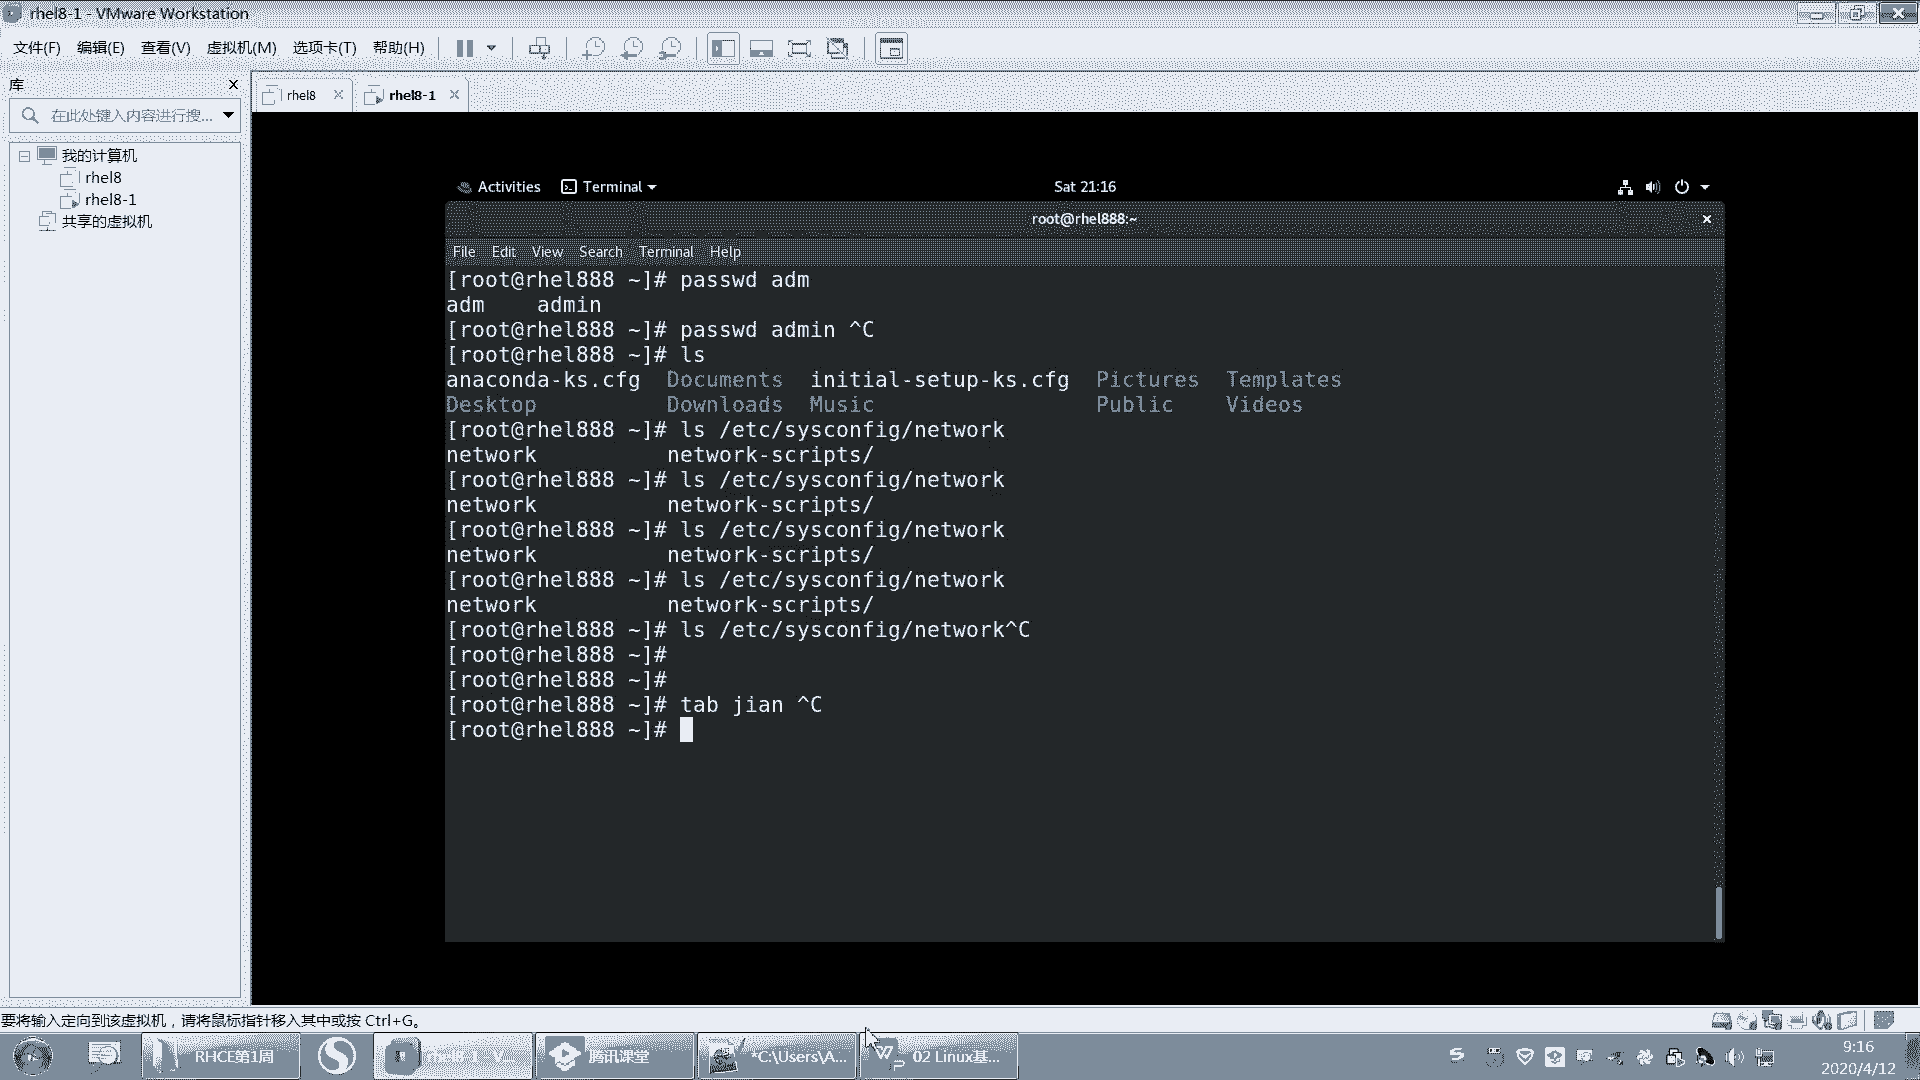 rhel8-1 - VMware Workstation
文件(F) 编辑(E) 查看(V) 虚拟机(M) 选项卡(T) 帮助(H)
库
在此处键入内容进行搜...
我的计算机
rhel8
rhel8-1
共享的虚拟机
rhel8 rhel8-1
Activities Terminal Sat 21:16
root@rhel888:~
File Edit View Search Terminal Help
[root@rhel888 ~]# passwd adm
adm admin
[root@rhel888 ~]# passwd admin ^C
[root@rhel888 ~]# ls
anaconda-ks.cfg Documents initial-setup-ks.cfg Pictures Templates
Desktop Downloads Music Public Videos
[root@rhel888 ~]# ls /etc/sysconfig/network
network network-scripts/
[root@rhel888 ~]# ls /etc/sysconfig/network
network network-scripts/
[root@rhel888 ~]# ls /etc/sysconfig/network
network network-scripts/
[root@rhel888 ~]# ls /etc/sysconfig/network
network network-scripts/
[root@rhel888 ~]# ls /etc/sysconfig/network^C
[root@rhel888 ~]#
[root@rhel888 ~]#
[root@rhel888 ~]# tab jian ^C
[root@rhel888 ~]#
要将输入定向到该虚拟机，请将鼠标指针移入其中或按 Ctrl+G。
RHCE第1周 rhel8-1 - V... 腾讯课堂 *C:\Users\A... 02 Linux基...
9:16
2020/4/12